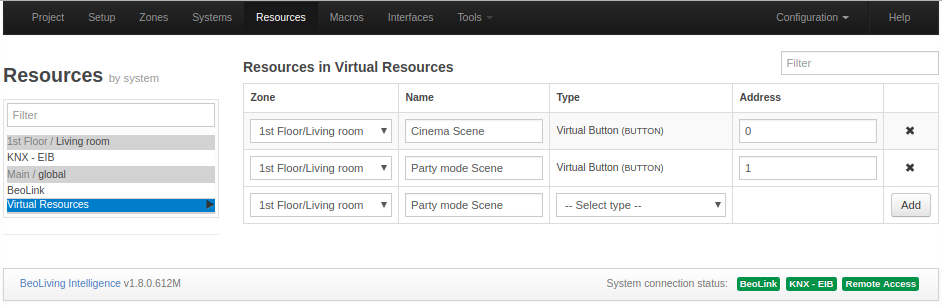 Project Setup Zones Systems Resources Macros Interfaces Tools Configuration Help
Resources by system
Filter
1st Floor / Living room
KNX - EIB
Main / global
BeoLink
Virtual Resources
Resources in Virtual Resources
Filter
Zone Name Type Address
1st Floor/Living room Cinema Scene Virtual Button (BUTTON) 0
1st Floor/Living room Party mode Scene Virtual Button (BUTTON) 1
1st Floor/Living room Party mode Scene -- Select type -- Add
BeoLiving Intelligence v1.8.0.612M System connection status: BeoLink KNX - EIB Remote Access